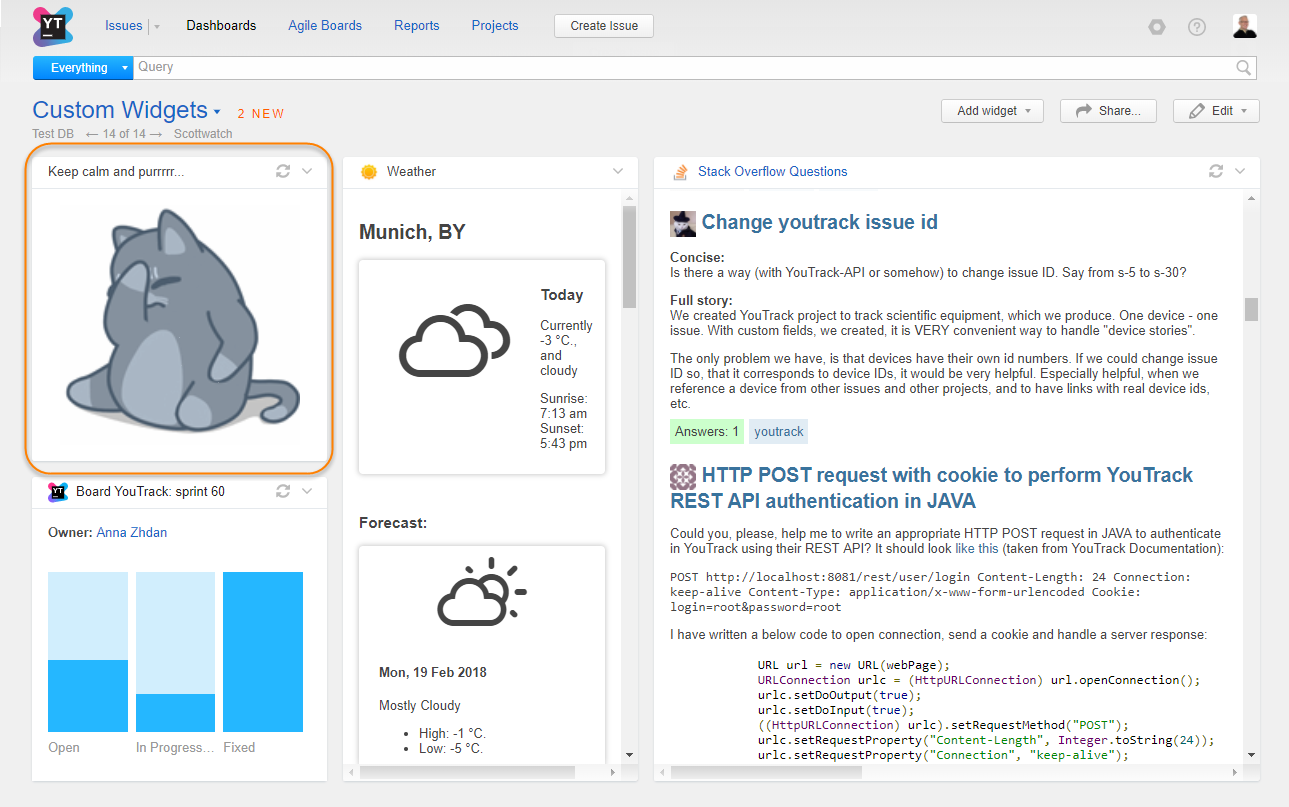 YT
Issues
Dashboards
Agile Boards
Reports
Projects
Create Issue
Everything
Query
Custom Widgets
2 NEW
Add widget
Share...
Edit
Test DB ← 14 of 14 → Scottwatch
Keep calm and purrrrr...
Board YouTrack: sprint 60
Owner: Anna Zhdan
Open
In Progress...
Fixed
Weather
Munich, BY
Today
Currently
-3 °C.,
and
cloudy
Sunrise:
7:13 am
Sunset:
5:43 pm
Forecast:
Mon, 19 Feb 2018
Mostly Cloudy
• High: -1 °C.
• Low: -5 °C.
Stack Overflow Questions
Change youtrack issue id
Concise:
Is there a way (with YouTrack-API or somehow) to change issue ID. Say from s-5 to s-30?
Full story:
We created YouTrack project to track scientific equipment, which we produce. One device - one
issue. With custom fields, we created, it is VERY convenient way to handle "device stories".
The only problem we have, is that devices have their own id numbers. If we could change issue
ID so, that it corresponds to device IDs, it would be very helpful. Especially helpful, when we
reference a device from other issues and other projects, and to have links with real device ids,
etc.
Answers: 1
youtrack
HTTP POST request with cookie to perform YouTrack
REST API authentication in JAVA
Could you, please, help me to write an appropriate HTTP POST request in JAVA to authenticate
in YouTrack using their REST API? It should look like this (taken from YouTrack Documentation):
POST http://localhost:8081/rest/user/login Content-Length: 24 Connection:
keep-alive Content-Type: application/x-www-form-urlencoded Cookie:
login=root&password=root
I have written a below code to open connection, send a cookie and handle a server response:
URL url = new URL(webPage);
URLConnection urlc = (HttpURLConnection) url.openConnection();
urlc.setDoOutput(true);
urlc.setDoInput(true);
((HttpURLConnection) urlc).setRequestMethod("POST");
urlc.setRequestProperty("Content-Length", Integer.toString(24));
urlc.setRequestProperty("Connection", "keep-alive");